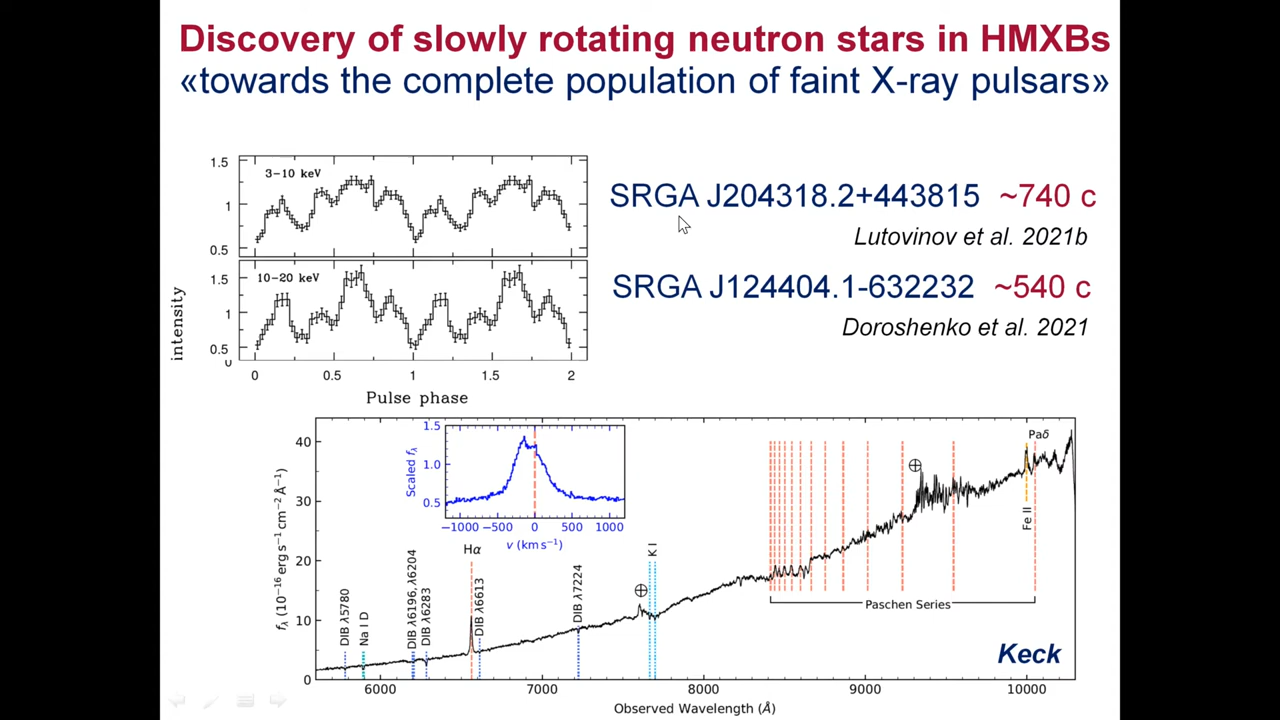 Discovery of slowly rotating neutron stars in HMXBs
«towards the complete population of faint X-ray pulsars»
1.5
3−10 keV
1
0.5
SRGA J204318.2+443815 ~740 c
Lutovinov et al. 2021b
10−20 keV
1.5
1
0.5
0
intensity
0 0.5 1 1.5 2
Pulse phase
SRGA J124404.1-632232 ~540 c
Doroshenko et al. 2021
1.5
1.0
0.5
Scaled fλ
−1000 −500 0 500 1000
v (km s⁻¹)
40
30
20
10
0
fλ (10⁻¹⁶ erg s⁻¹ cm⁻² Å⁻¹)
DIB λ5780
Na I D
DIB λ6196, λ6204
DIB λ6283
Hα
DIB λ6613
DIB λ7224
⊕
K I
⊕
Paδ
Fe II
Paschen Series
Keck
6000 7000 8000 9000 10000
Observed Wavelength (Å)